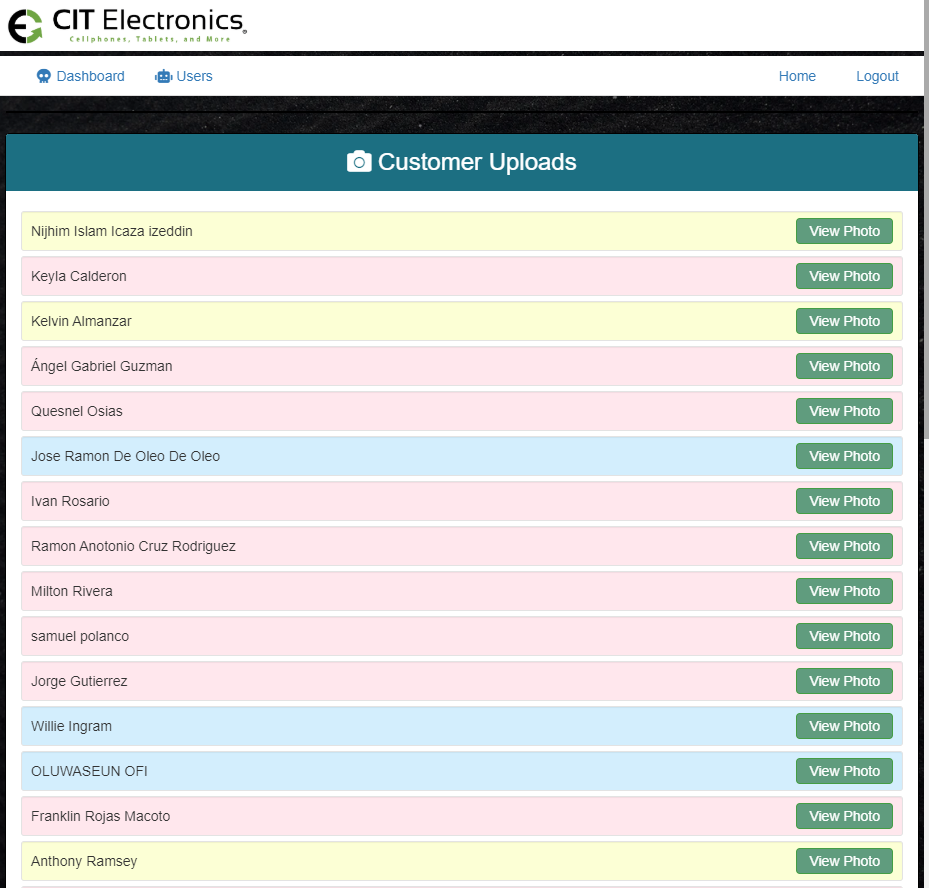 CIT Electronics®
Cellphones, Tablets, and More
Dashboard Users Home Logout
Customer Uploads
Nijhim Islam Icaza izeddin View Photo
Keyla Calderon View Photo
Kelvin Almanzar View Photo
Ángel Gabriel Guzman View Photo
Quesnel Osias View Photo
Jose Ramon De Oleo De Oleo View Photo
Ivan Rosario View Photo
Ramon Anotonio Cruz Rodriguez View Photo
Milton Rivera View Photo
samuel polanco View Photo
Jorge Gutierrez View Photo
Willie Ingram View Photo
OLUWASEUN OFI View Photo
Franklin Rojas Macoto View Photo
Anthony Ramsey View Photo